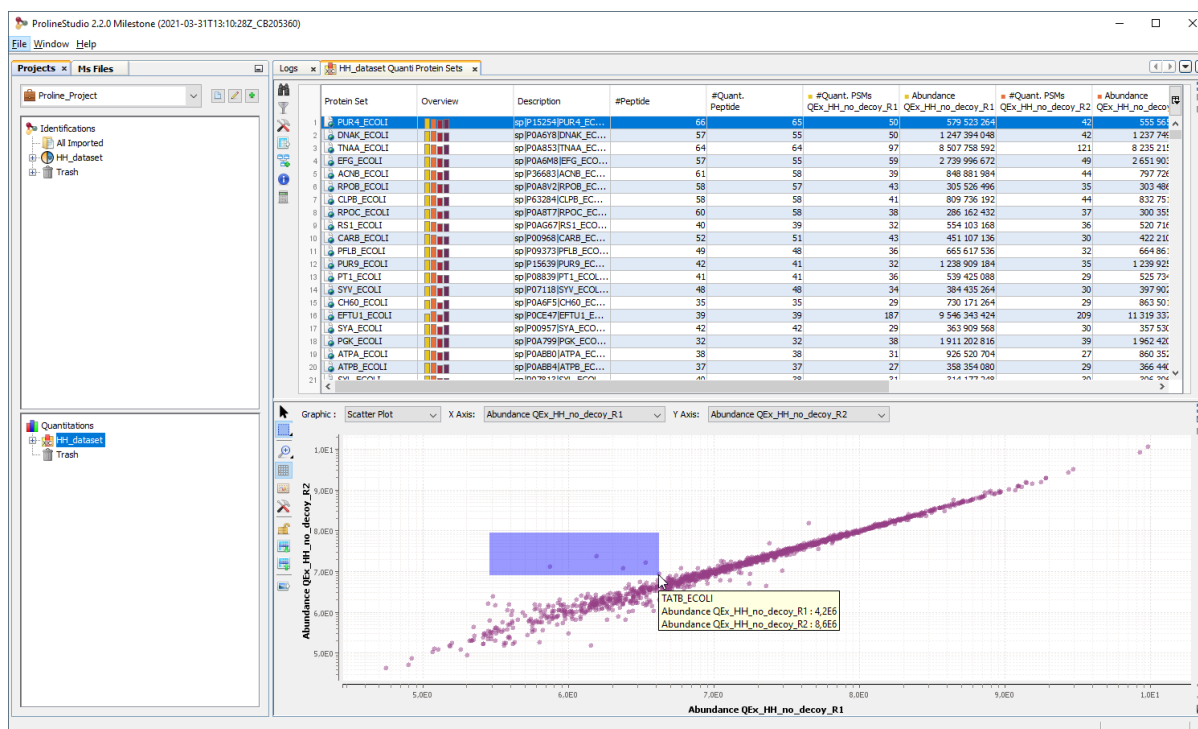 ProlineStudio 2.2.0 Milestone (2021-03-31T13:10:28Z_CB205360)
File Window Help
Projects Ms Files
Proline_Project
Identifications
All Imported
HH_dataset
Trash
Quantitations
HH_dataset
Trash
Logs HH_dataset Quanti Protein Sets
Protein Set Overview Description #Peptide #Quant. Peptide #Quant. PSMs QEx_HH_no_decoy_R1 Abundance QEx_HH_no_decoy_R1 #Quant. PSMs QEx_HH_no_decoy_R2 Abundance QEx_HH_no_decoy
1 PUR4_ECOLI sp|P15254|PUR4_EC... 66 65 50 579 523 264 42 555 56
2 DNAK_ECOLI sp|P0A6Y8|DNAK_EC... 57 55 50 1 247 394 048 42 1 237 749
3 TNAA_ECOLI sp|P0A853|TNAA_EC... 64 64 97 8 507 758 592 121 8 235 215
4 EFG_ECOLI sp|P0A6M8|EFG_ECO... 57 55 59 2 739 996 672 49 2 651 903
5 ACNB_ECOLI sp|P36683|ACNB_EC... 61 58 39 848 881 984 44 797 726
6 RPOB_ECOLI sp|P0A8V2|RPOB_EC... 58 57 43 305 526 496 35 303 486
7 CLPB_ECOLI sp|P63284|CLPB_EC... 58 58 41 809 736 192 44 832 751
8 RPOC_ECOLI sp|P0A8T7|RPOC_EC... 60 58 38 286 162 432 37 300 355
9 RS1_ECOLI sp|P0AG67|RS1_ECO... 40 39 32 554 103 168 36 520 716
10 CARB_ECOLI sp|P00968|CARB_EC... 52 51 43 451 107 136 30 422 210
11 PFLB_ECOLI sp|P09373|PFLB_EC... 49 48 36 665 617 536 32 664 861
12 PUR9_ECOLI sp|P15639|PUR9_EC... 42 41 32 1 238 909 184 35 1 239 925
13 PT1_ECOLI sp|P08839|PT1_ECOL... 41 41 36 539 425 088 29 525 734
14 SYV_ECOLI sp|P07118|SYV_ECOL... 48 48 34 384 435 264 30 397 902
15 CH60_ECOLI sp|P0A6F5|CH60_EC... 35 35 29 730 171 264 29 863 501
16 EFTU1_ECOLI sp|P0CE47|EFTU1_E... 39 39 187 9 546 343 424 209 11 319 337
17 SYA_ECOLI sp|P00957|SYA_ECO... 42 42 29 363 909 568 30 357 530
18 PGK_ECOLI sp|P0A799|PGK_ECO... 32 32 38 1 911 202 816 39 1 962 420
19 ATPA_ECOLI sp|P0ABB0|ATPA_EC... 38 38 31 926 520 704 27 860 352
20 ATPB_ECOLI sp|P0ABB4|ATPB_EC... 37 37 27 358 354 080 29 366 440
21
Graphic : Scatter Plot X Axis: Abundance QEx_HH_no_decoy_R1 Y Axis: Abundance QEx_HH_no_decoy_R2
Abundance QEx_HH_no_decoy_R2
1,0E1
9,0E0
8,0E0
7,0E0
6,0E0
5,0E0
TATB_ECOLI
Abundance QEx_HH_no_decoy_R1 : 4,2E6
Abundance QEx_HH_no_decoy_R2 : 8,6E6
5,0E0 6,0E0 7,0E0 8,0E0 9,0E0 1,0E1
Abundance QEx_HH_no_decoy_R1